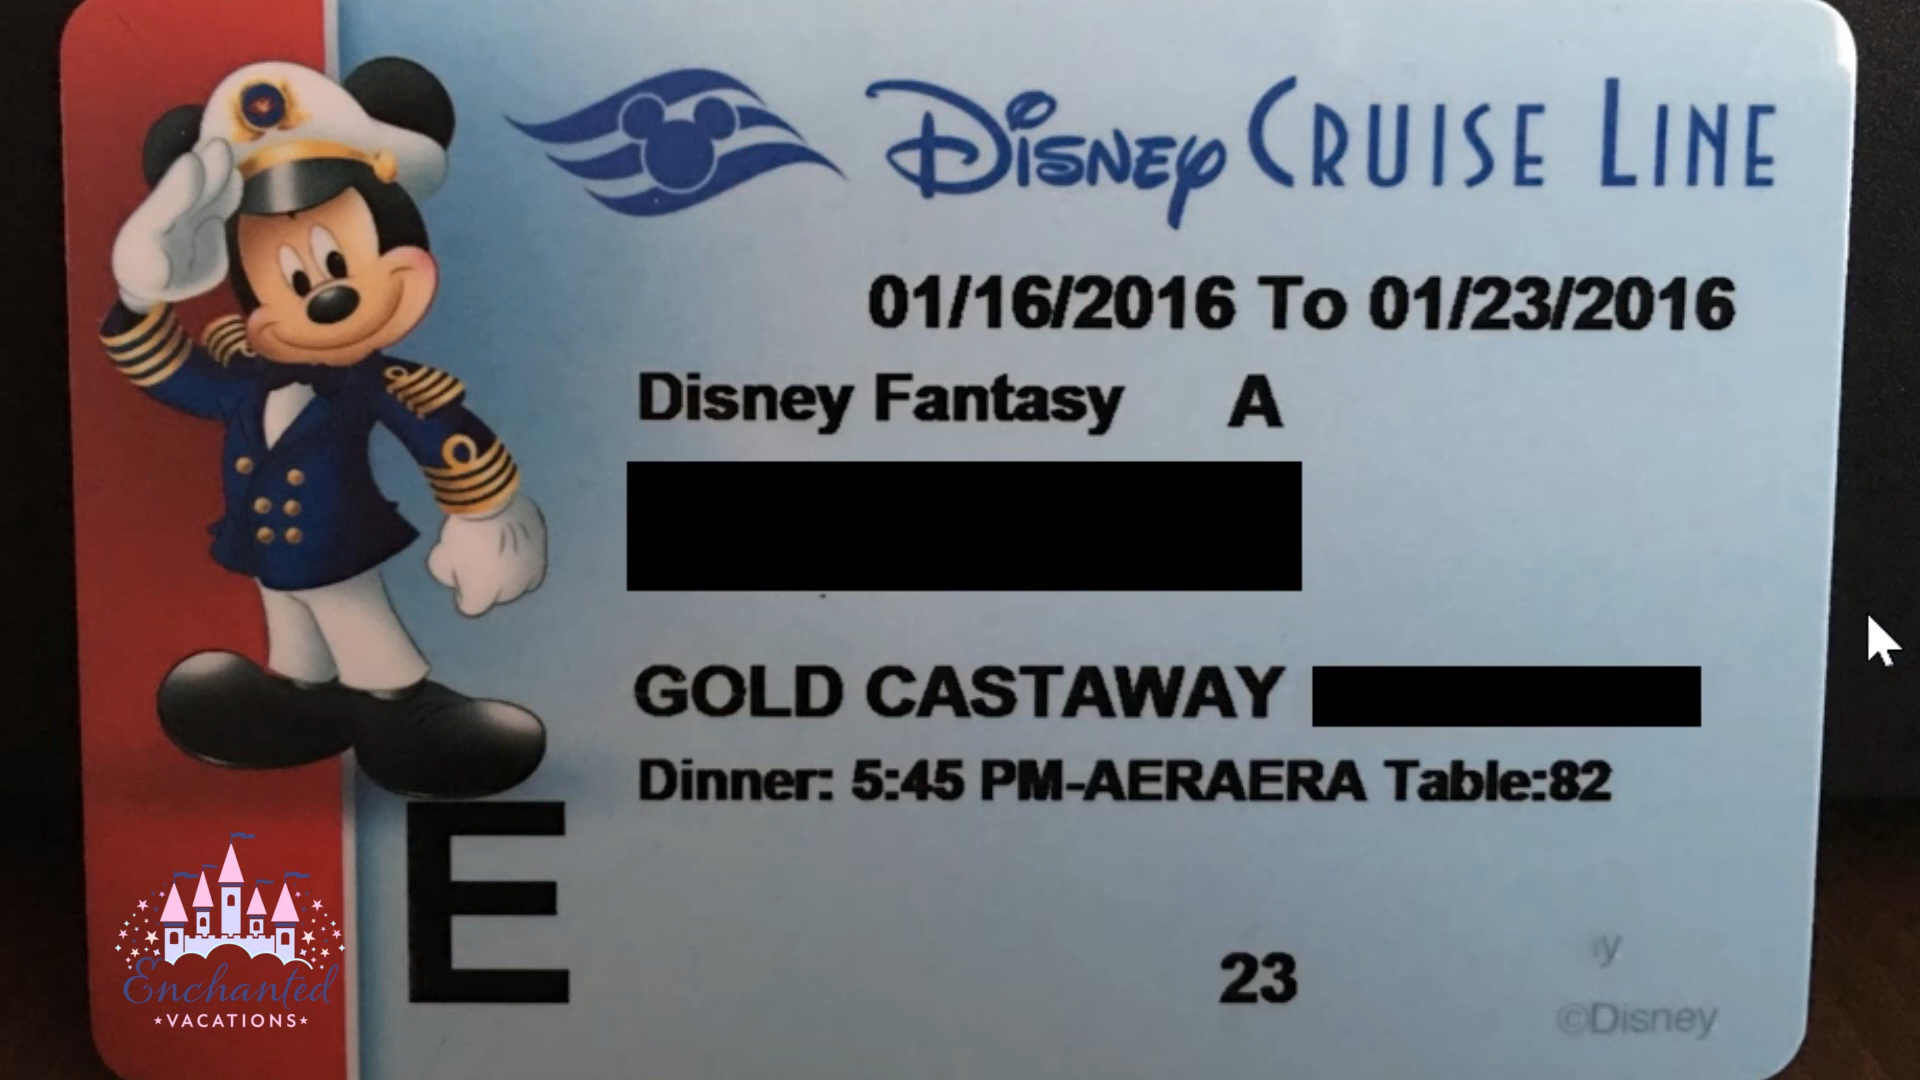 Disney Cruise Line
01/16/2016 To 01/23/2016
Disney Fantasy A
GOLD CASTAWAY
Dinner: 5:45 PM-AERAERA Table:82
E
23
y
©Disney
Enchanted
★VACATIONS★